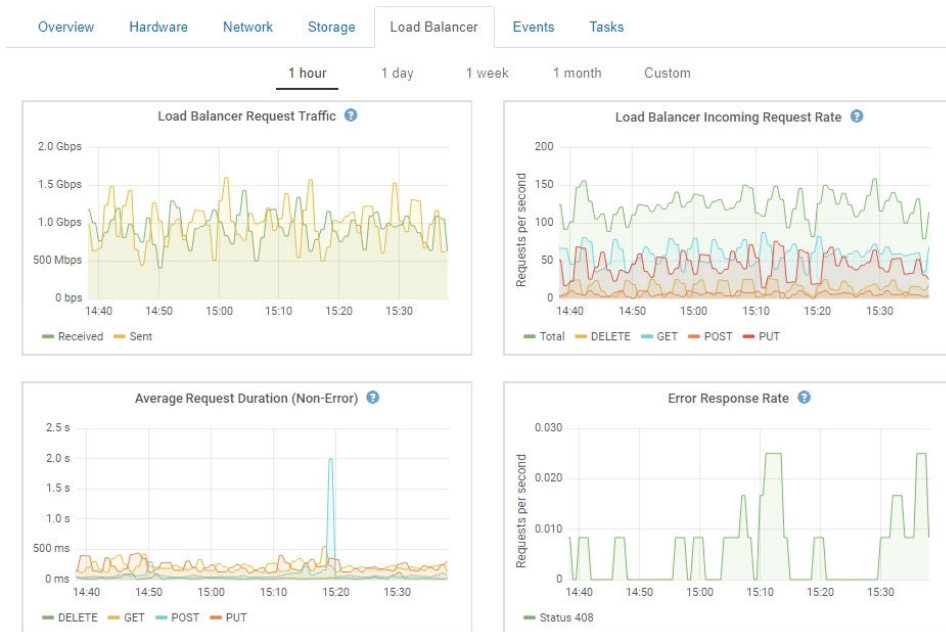 Overview Hardware Network Storage Load Balancer Events Tasks
1 hour 1 day 1 week 1 month Custom
Load Balancer Request Traffic ?
2.0 Gbps
1.5 Gbps
1.0 Gbps
500 Mbps
0 bps
14:40 14:50 15:00 15:10 15:20 15:30
Received Sent
Load Balancer Incoming Request Rate ?
Requests per second
200
150
100
50
0
14:40 14:50 15:00 15:10 15:20 15:30
Total DELETE GET POST PUT
Average Request Duration (Non-Error) ?
2.5 s
2.0 s
1.5 s
1.0 s
500 ms
0 ms
14:40 14:50 15:00 15:10 15:20 15:30
DELETE GET POST PUT
Error Response Rate ?
Requests per second
0.030
0.020
0.010
0
14:40 14:50 15:00 15:10 15:20 15:30
Status 408